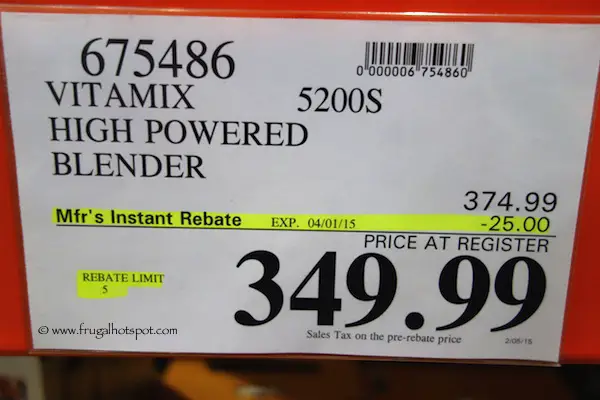 675486
0 000006 754860
VITAMIX 5200S
HIGH POWERED
BLENDER
374.99
Mfr's Instant Rebate EXP. 04/01/15 -25.00
PRICE AT REGISTER
REBATE LIMIT
5
349.99
© www.frugalhotspot.com
Sales Tax on the pre-rebate price
2/05/15